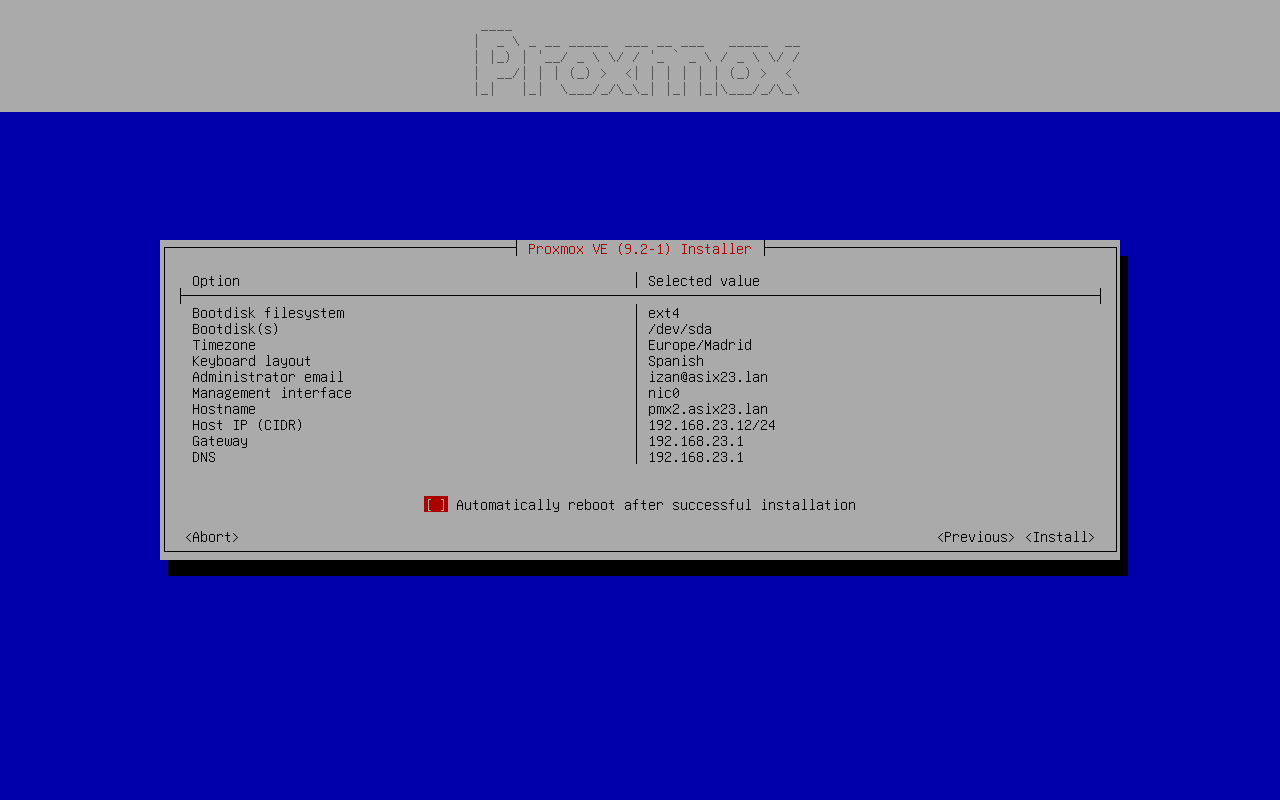 Proxmox
Proxmox VE (9.2-1) Installer
Option Selected value
Bootdisk filesystem ext4
Bootdisk(s) /dev/sda
Timezone Europe/Madrid
Keyboard layout Spanish
Administrator email izan@asix23.lan
Management interface nic0
Hostname pmx2.asix23.lan
Host IP (CIDR) 192.168.23.12/24
Gateway 192.168.23.1
DNS 192.168.23.1
[ ] Automatically reboot after successful installation
<Abort> <Previous> <Install>